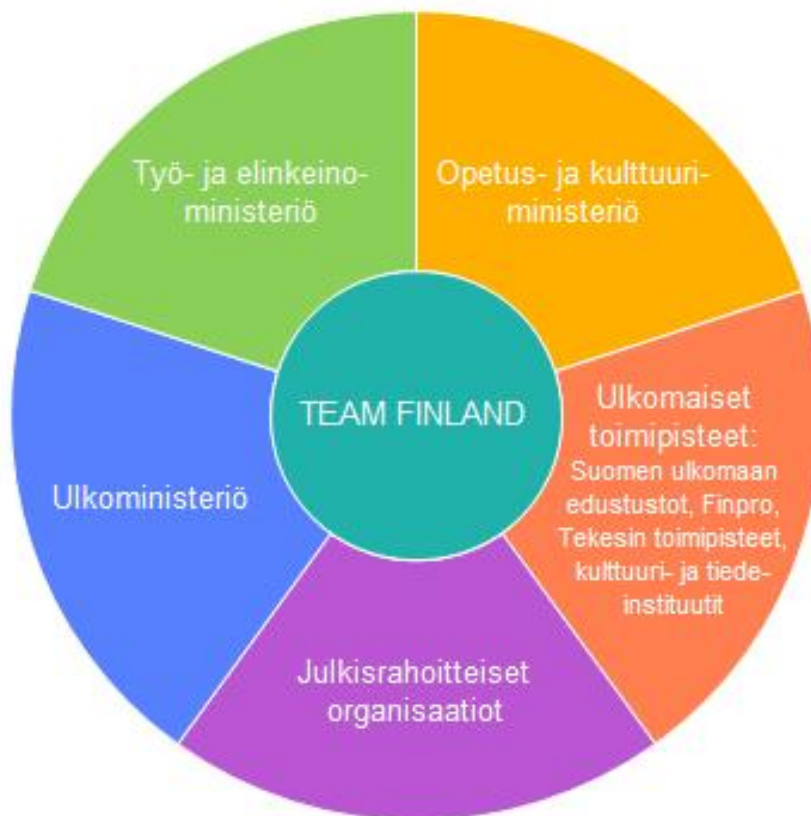 Työ- ja elinkeino-
ministeriö
Opetus- ja kulttuuri-
ministeriö
TEAM FINLAND
Ulkomaiset
toimipisteet:
Suomen ulkomaan
edustustot, Finpro,
Tekesin toimipisteet,
kulttuuri- ja tiede-
instituutit
Ulkoministeriö
Julkisrahoitteiset
organisaatiot